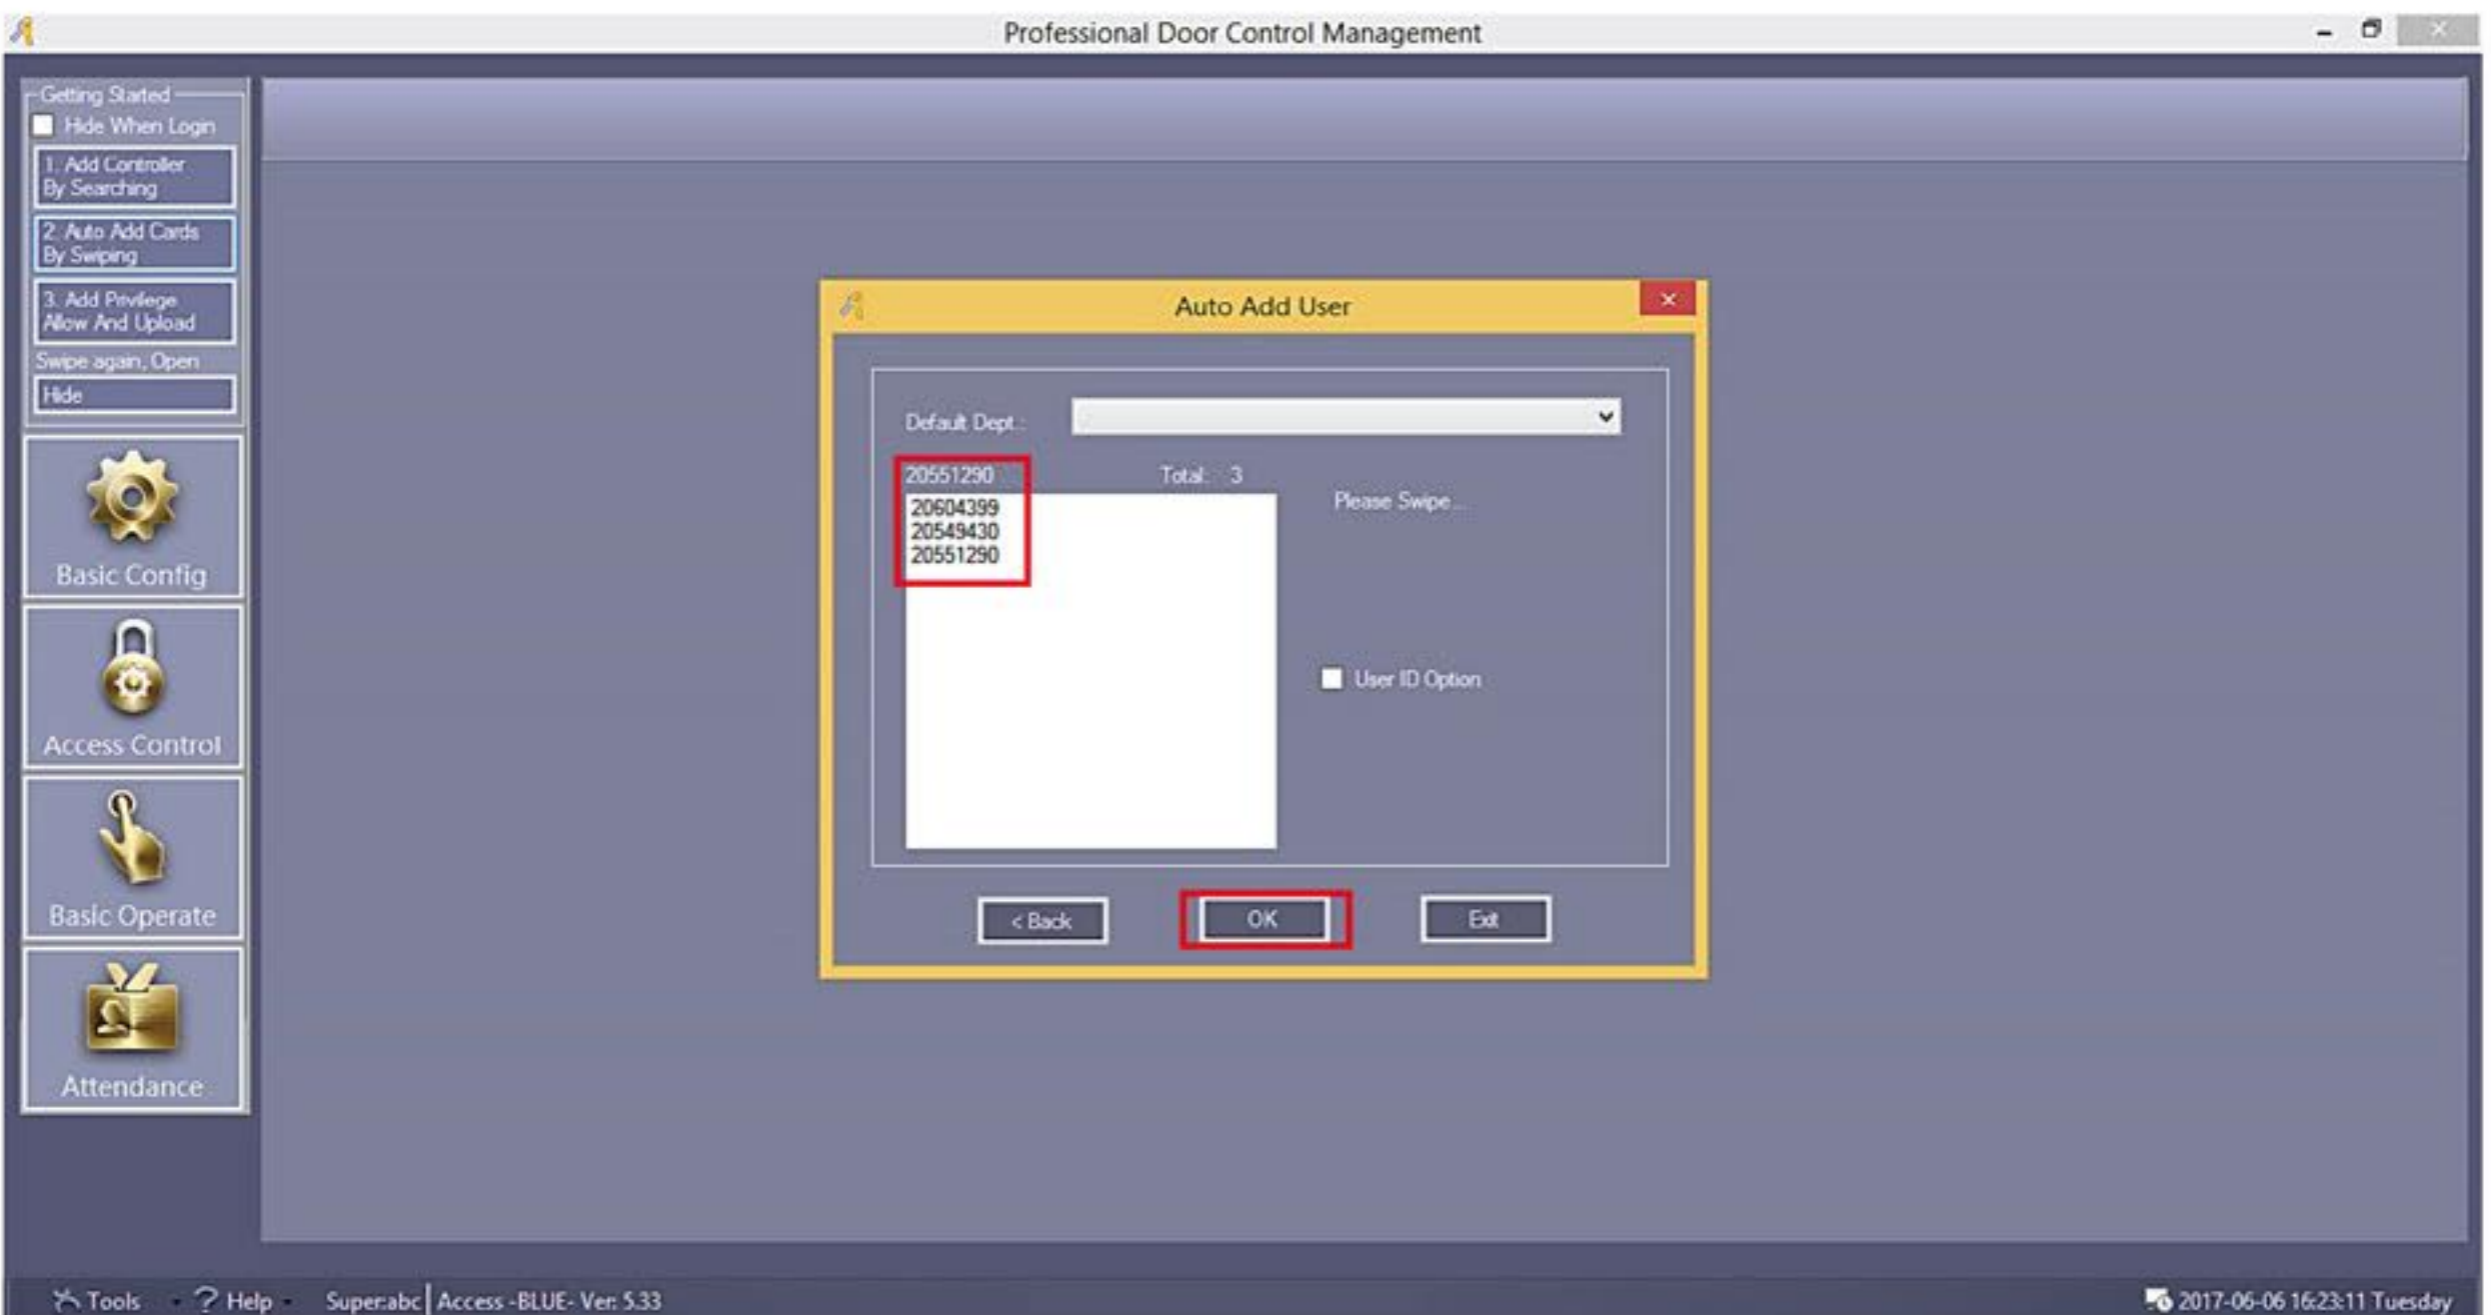 Professional Door Control Management
Getting Started
Hide When Login
1. Add Controller
By Searching
2. Auto Add Cards
By Swiping
3. Add Privilege
Allow And Upload
Swipe again, Open
Hide
Basic Config
Access Control
Basic Operate
Attendance
Auto Add User
Default Dept.:
20551290 Total: 3
20604399
20549430
20551290
Please Swipe...
User ID Option
< Back OK Exit
Tools ? Help Super:abc Access -BLUE- Ver: 5.33 2017-06-06 16:23:11 Tuesday